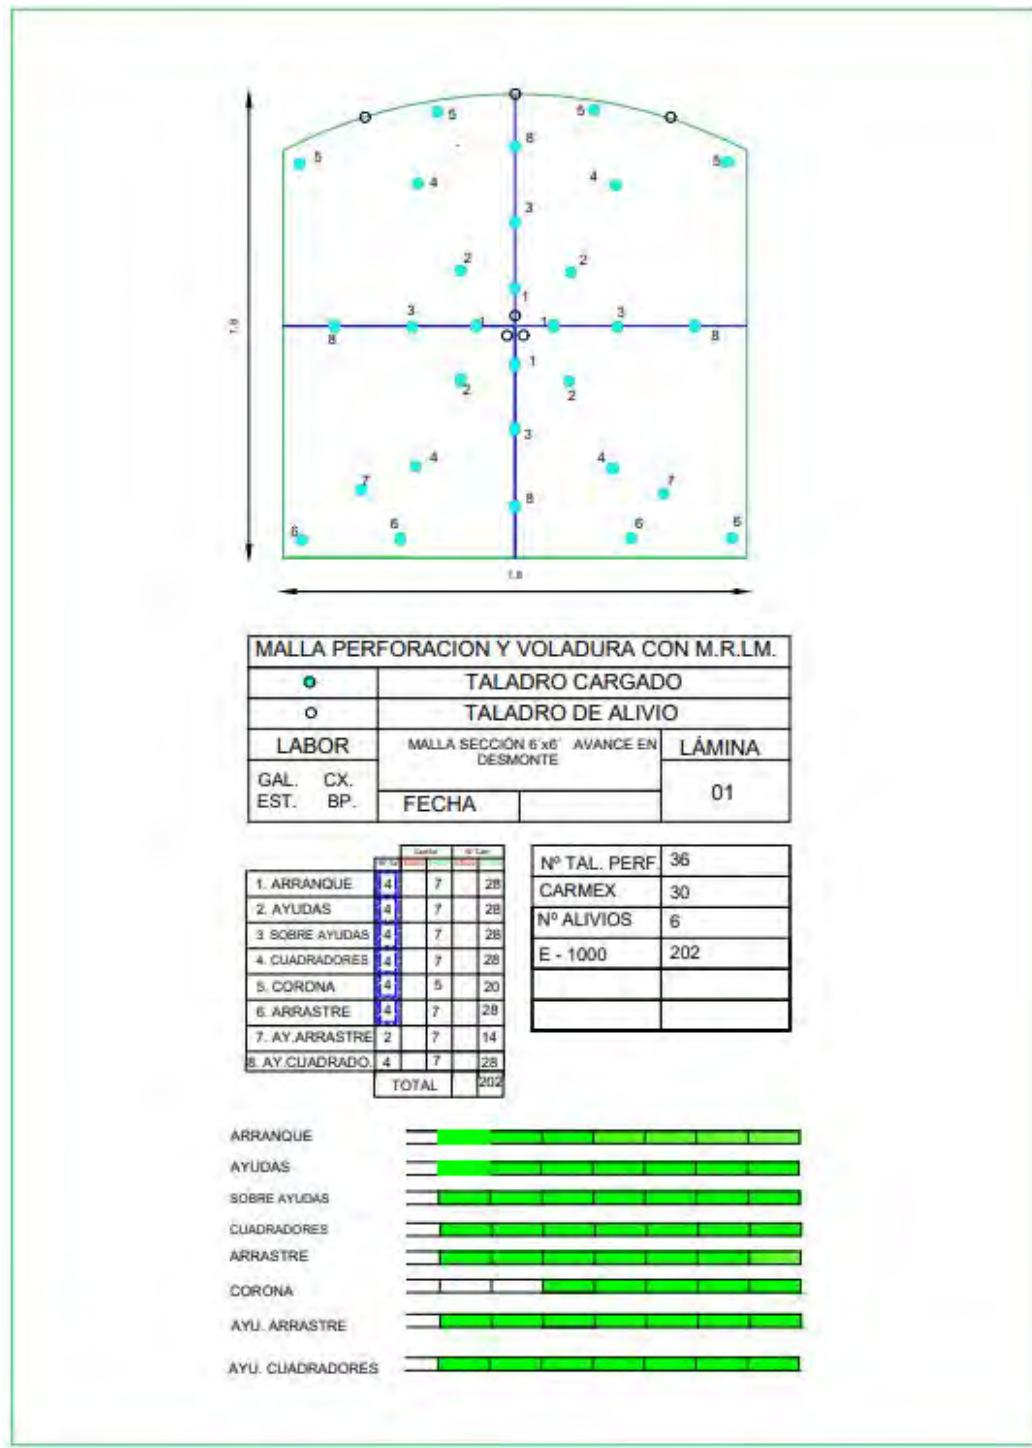 5 5
5 8 5
4 4
3
2 2
1
3 1 1 3
8 8
1
2 2
3
4 4
7 7
8
6 6 6 6
1.8
1.8
MALLA PERFORACION Y VOLADURA CON M.R.LM.
TALADRO CARGADO
TALADRO DE ALIVIO
LABOR
MALLA SECCIÓN 6´x6´ AVANCE EN
DESMONTE
LÁMINA
GAL. CX.
EST. BP.
FECHA
01
1. ARRANQUE 4 7 28
2. AYUDAS 4 7 28
3 SOBRE AYUDAS 4 7 28
4. CUADRADORES 4 7 28
5. CORONA 4 5 20
6. ARRASTRE 4 7 28
7. AY.ARRASTRE 2 7 14
8. AY.CUADRADO. 4 7 28
TOTAL 202
Nº TAL. PERF. 36
CARMEX 30
Nº ALIVIOS 6
E - 1000 202
ARRANQUE
AYUDAS
SOBRE AYUDAS
CUADRADORES
ARRASTRE
CORONA
AYU. ARRASTRE
AYU. CUADRADORES